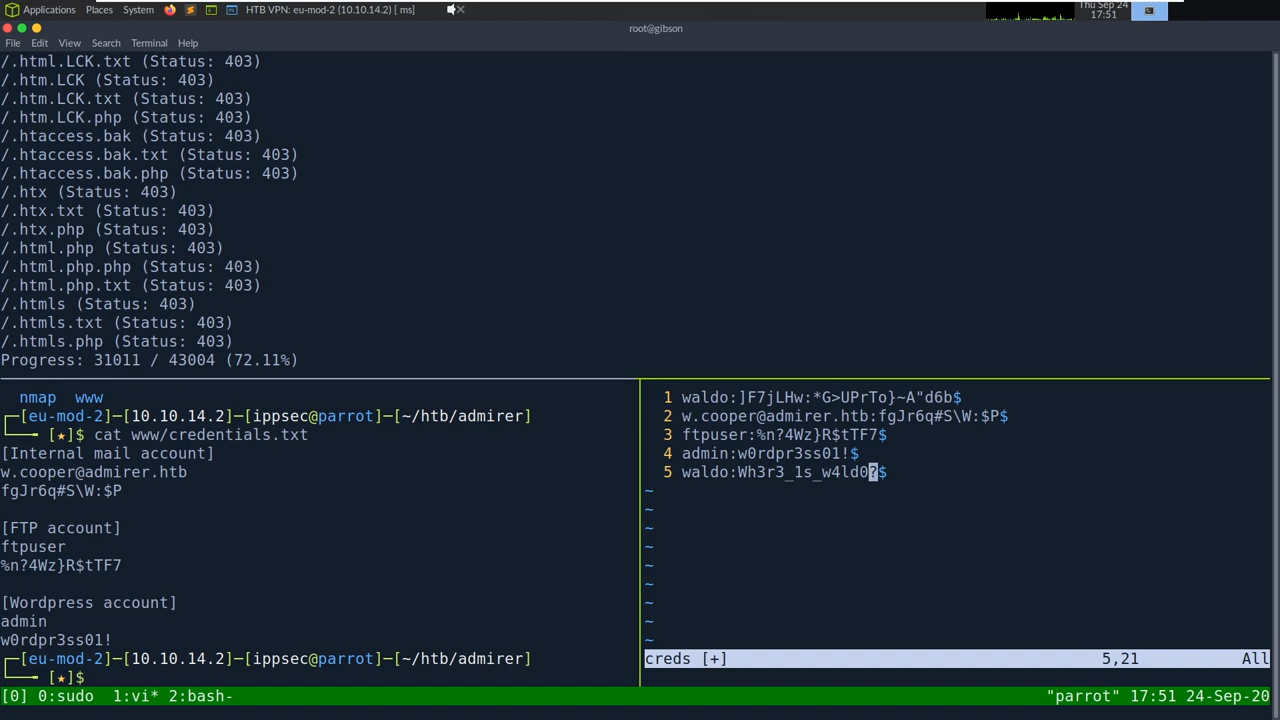 Applications Places System HTB VPN: eu-mod-2 (10.10.14.2) [ ms]
Thu Sep 24
17:51
root@gibson
File Edit View Search Terminal Help
/.html.LCK.txt (Status: 403)
/.htm.LCK (Status: 403)
/.htm.LCK.txt (Status: 403)
/.htm.LCK.php (Status: 403)
/.htaccess.bak (Status: 403)
/.htaccess.bak.txt (Status: 403)
/.htaccess.bak.php (Status: 403)
/.htx (Status: 403)
/.htx.txt (Status: 403)
/.htx.php (Status: 403)
/.html.php (Status: 403)
/.html.php.php (Status: 403)
/.html.php.txt (Status: 403)
/.htmls (Status: 403)
/.htmls.txt (Status: 403)
/.htmls.php (Status: 403)
Progress: 31011 / 43004 (72.11%)
nmap www
┌─[eu-mod-2]─[10.10.14.2]─[ippsec@parrot]─[~/htb/admirer]
└──╼ [★]$ cat www/credentials.txt
[Internal mail account]
w.cooper@admirer.htb
fgJr6q#S\W:$P
[FTP account]
ftpuser
%n?4Wz}R$tTF7
[Wordpress account]
admin
w0rdpr3ss01!
┌─[eu-mod-2]─[10.10.14.2]─[ippsec@parrot]─[~/htb/admirer]
└──╼ [★]$
1 waldo:]F7jLHw:*G>UPrTo}~A"d6b$
2 w.cooper@admirer.htb:fgJr6q#S\W:$P$
3 ftpuser:%n?4Wz}R$tTF7$
4 admin:w0rdpr3ss01!$
5 waldo:Wh3r3_1s_w4ld0?$
~
~
~
~
~
~
~
~
~
creds [+] 5,21 All
[0] 0:sudo 1:vi* 2:bash- "parrot" 17:51 24-Sep-20